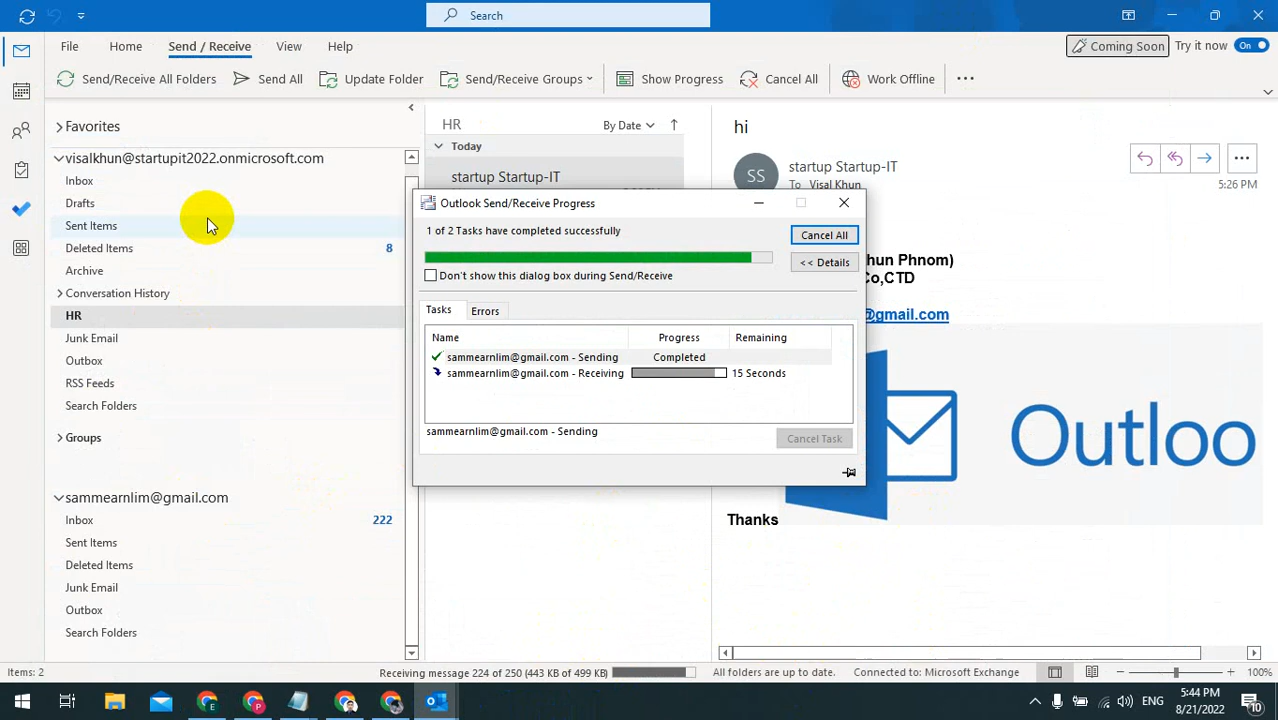 Search
File Home Send / Receive View Help
Coming Soon Try it now On
Send/Receive All Folders Send All Update Folder Send/Receive Groups Show Progress Cancel All Work Offline
Favorites
visalkhun@startupit2022.onmicrosoft.com
Inbox
Drafts
Sent Items
Deleted Items 8
Archive
Conversation History
HR
Junk Email
Outbox
RSS Feeds
Search Folders
Groups
sammearnlim@gmail.com
Inbox 222
Sent Items
Deleted Items
Junk Email
Outbox
Search Folders
HR By Date
Today
startup Startup-IT
Outlook Send/Receive Progress
1 of 2 Tasks have completed successfully
Cancel All
<< Details
Don't show this dialog box during Send/Receive
Tasks Errors
Name Progress Remaining
sammearnlim@gmail.com - Sending Completed
sammearnlim@gmail.com - Receiving 15 Seconds
sammearnlim@gmail.com - Sending
Cancel Task
hi
SS
startup Startup-IT
To Visal Khun
5:26 PM
hun Phnom)
Co,CTD
@gmail.com
Outloo
Thanks
Items: 2 Receiving message 224 of 250 (443 KB of 499 KB) All folders are up to date. Connected to: Microsoft Exchange 100%
ENG
5:44 PM
8/21/2022
10